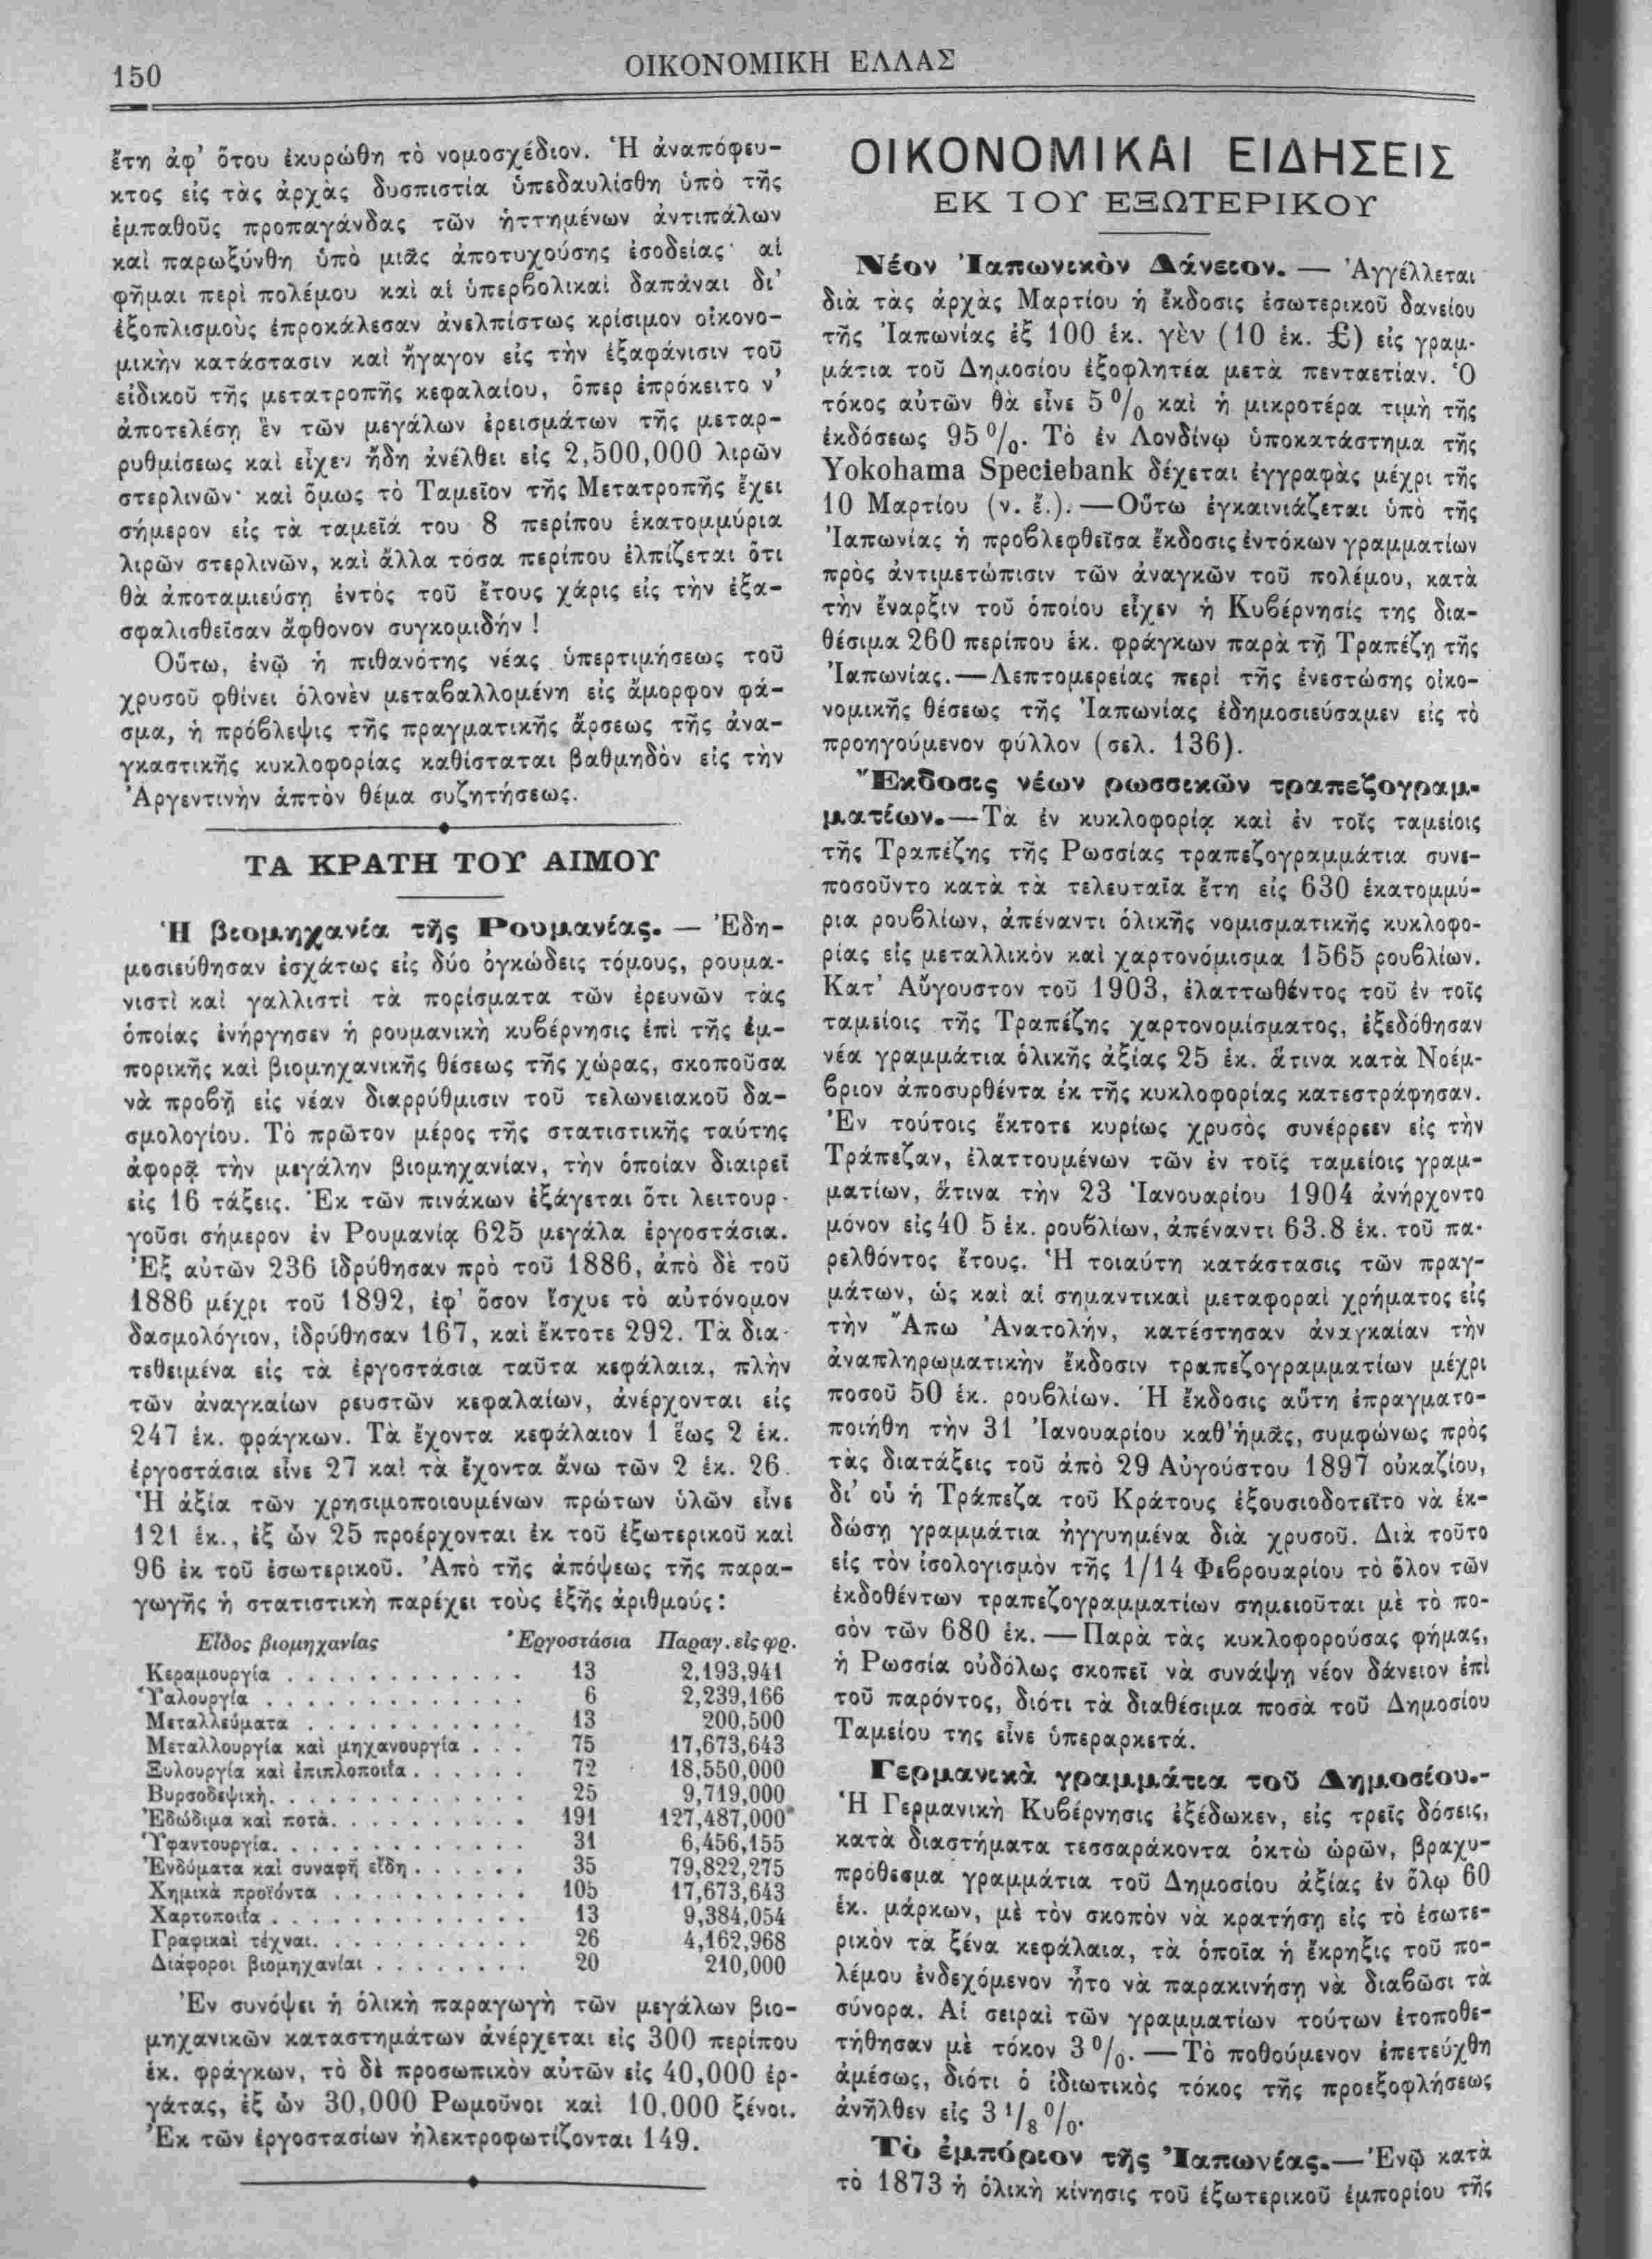 150
ΟΙΚΟΝΟΜΙΚΗ ΕΛΛΑΣ
ἔτη ἀφ’ ὅτου ἐκυρώθη τὸ νομοσχέδιον. Ἡ ἀναπόφευ-
κτος εἰς τὰς ἀρχὰς δυσπιστία ὑπεδαυλίσθη ὑπὸ τῆς
ἐμπαθοῦς προπαγάνδας τῶν ἡττημένων ἀντιπάλων
καὶ παρωξύνθη ὑπὸ μιᾶς ἀποτυχούσης ἐσοδείας· αἱ
φῆμαι περὶ πολέμου καὶ αἱ ὑπερβολικαὶ δαπάναι δι’
ἐξοπλισμοὺς ἐπροκάλεσαν ἀνελπίστως κρίσιμον οἰκονο-
μικὴν κατάστασιν καὶ ἤγαγον εἰς τὴν ἐξαφάνισιν τοῦ
εἰδικοῦ τῆς μετατροπῆς κεφαλαίου, ὅπερ ἐπρόκειτο ν’
ἀποτελέσῃ ἓν τῶν μεγάλων ἐρεισμάτων τῆς μεταρ-
ρυθμίσεως καὶ εἶχεν ἤδη ἀνέλθει εἰς 2,500,000 λιρῶν
στερλινῶν· καὶ ὅμως τὸ Ταμεῖον τῆς Μετατροπῆς ἔχει
σήμερον εἰς τὰ ταμεῖά του 8 περίπου ἑκατομμύρια
λιρῶν στερλινῶν, καὶ ἄλλα τόσα περίπου ἐλπίζεται ὅτι
θὰ ἀποταμιεύσῃ ἐντὸς τοῦ ἔτους χάρις εἰς τὴν ἐξα-
σφαλισθεῖσαν ἄφθονον συγκομιδήν !
Οὕτω, ἐνῷ ἡ πιθανότης νέας ὑπερτιμήσεως τοῦ
χρυσοῦ φθίνει ὁλονὲν μεταβαλλομένη εἰς ἄμορφον φά-
σμα, ἡ πρόβλεψις τῆς πραγματικῆς ἄρσεως τῆς ἀνα-
γκαστικῆς κυκλοφορίας καθίσταται βαθμηδὸν εἰς τὴν
Ἀργεντινὴν ἁπτὸν θέμα συζητήσεως.
ΤΑ ΚΡΑΤΗ ΤΟΥ ΑΙΜΟΥ
Ἡ βιομηχανία τῆς Ρουμανίας. — Ἐδη-
μοσιεύθησαν ἐσχάτως εἰς δύο ὀγκώδεις τόμους, ρουμα-
νιστὶ καὶ γαλλιστὶ τὰ πορίσματα τῶν ἐρευνῶν τὰς
ὁποίας ἐνήργησεν ἡ ρουμανικὴ κυβέρνησις ἐπὶ τῆς ἐμ-
πορικῆς καὶ βιομηχανικῆς θέσεως τῆς χώρας, σκοποῦσα
νὰ προβῇ εἰς νέαν διαρρύθμισιν τοῦ τελωνειακοῦ δα-
σμολογίου. Τὸ πρῶτον μέρος τῆς στατιστικῆς ταύτης
ἀφορᾷ τὴν μεγάλην βιομηχανίαν, τὴν ὁποίαν διαιρεῖ
εἰς 16 τάξεις. Ἐκ τῶν πινάκων ἐξάγεται ὅτι λειτουρ-
γοῦσι σήμερον ἐν Ρουμανίᾳ 625 μεγάλα ἐργοστάσια.
Ἐξ αὐτῶν 236 ἱδρύθησαν πρὸ τοῦ 1886, ἀπὸ δὲ τοῦ
1886 μέχρι τοῦ 1892, ἐφ’ ὅσον ἴσχυε τὸ αὐτόνομον
δασμολόγιον, ἱδρύθησαν 167, καὶ ἔκτοτε 292. Τὰ δια-
τεθειμένα εἰς τὰ ἐργοστάσια ταῦτα κεφάλαια, πλὴν
τῶν ἀναγκαίων ρευστῶν κεφαλαίων, ἀνέρχονται εἰς
247 ἑκ. φράγκων. Τὰ ἔχοντα κεφάλαιον 1 ἕως 2 ἑκ.
ἐργοστάσια εἶνε 27 καὶ τὰ ἔχοντα ἄνω τῶν 2 ἑκ. 26.
Ἡ ἀξία τῶν χρησιμοποιουμένων πρώτων ὑλῶν εἶνε
121 ἑκ., ἐξ ὧν 25 προέρχονται ἐκ τοῦ ἐξωτερικοῦ καὶ
96 ἐκ τοῦ ἐσωτερικοῦ. Ἀπὸ τῆς ἀπόψεως τῆς παρα-
γωγῆς ἡ στατιστικὴ παρέχει τοὺς ἑξῆς ἀριθμούς :
Εἶδος βιομηχανίας Ἐργοστάσια Παραγ. εἰς φρ.
Κεραμουργία . . . . . . . . . . . . 13 2,193,941
Ὑαλουργία . . . . . . . . . . . . . 6 2,239,166
Μεταλλεύματα . . . . . . . . . . . 13 200,500
Μεταλλουργία καὶ μηχανουργία . . . 75 17,673,643
Ξυλουργία καὶ ἐπιπλοποιΐα . . . . . . 72 18,550,000
Βυρσοδεψικὴ. . . . . . . . . . . . . 25 9,719,000
Ἐδώδιμα καὶ ποτὰ. . . . . . . . . . 191 127,487,000
Ὑφαντουργία. . . . . . . . . . . . . 31 6,456,155
Ἐνδύματα καὶ συναφῆ εἴδη . . . . . . 35 79,822,275
Χημικὰ προϊόντα . . . . . . . . . . 105 17,673,643
Χαρτοποιΐα . . . . . . . . . . . . . 13 9,384,054
Γραφικαὶ τέχναι. . . . . . . . . . . 26 4,162,968
Διάφοροι βιομηχανίαι . . . . . . . . 20 210,000
Ἐν συνόψει ἡ ὁλικὴ παραγωγὴ τῶν μεγάλων βιο-
μηχανικῶν καταστημάτων ἀνέρχεται εἰς 300 περίπου
ἑκ. φράγκων, τὸ δὲ προσωπικὸν αὐτῶν εἰς 40,000 ἐρ-
γάτας, ἐξ ὧν 30,000 Ρωμοῦνοι καὶ 10,000 ξένοι.
Ἐκ τῶν ἐργοστασίων ἠλεκτροφωτίζονται 149.
ΟΙΚΟΝΟΜΙΚΑΙ ΕΙΔΗΣΕΙΣ
ΕΚ ΤΟΥ ΕΞΩΤΕΡΙΚΟΥ
Νέον Ἰαπωνικὸν Δάνειον. — Ἀγγέλλεται
διὰ τὰς ἀρχὰς Μαρτίου ἡ ἔκδοσις ἐσωτερικοῦ δανείου
τῆς Ἰαπωνίας ἐξ 100 ἑκ. γὲν (10 ἑκ. £) εἰς γραμ-
μάτια τοῦ Δημοσίου ἐξοφλητέα μετὰ πενταετίαν. Ὁ
τόκος αὐτῶν θὰ εἶνε 5 % καὶ ἡ μικροτέρα τιμὴ τῆς
ἐκδόσεως 95 %. Τὸ ἐν Λονδίνῳ ὑποκατάστημα τῆς
Yokohama Speciebank δέχεται ἐγγραφὰς μέχρι τῆς
10 Μαρτίου (ν. ἔ.). — Οὕτω ἐγκαινιάζεται ὑπὸ τῆς
Ἰαπωνίας ἡ προβλεφθεῖσα ἔκδοσις ἐντόκων γραμματίων
πρὸς ἀντιμετώπισιν τῶν ἀναγκῶν τοῦ πολέμου, κατὰ
τὴν ἔναρξιν τοῦ ὁποίου εἶχεν ἡ Κυβέρνησίς της δια-
θέσιμα 260 περίπου ἑκ. φράγκων παρὰ τῇ Τραπέζῃ τῆς
Ἰαπωνίας. — Λεπτομερείας περὶ τῆς ἐνεστώσης οἰκο-
νομικῆς θέσεως τῆς Ἰαπωνίας ἐδημοσιεύσαμεν εἰς τὸ
προηγούμενον φύλλον (σελ. 136).
Ἔκδοσις νέων ρωσσικῶν τραπεζογραμ-
ματίων. — Τὰ ἐν κυκλοφορίᾳ καὶ ἐν τοῖς ταμείοις
τῆς Τραπέζης τῆς Ρωσσίας τραπεζογραμμάτια συνε-
ποσοῦντο κατὰ τὰ τελευταῖα ἔτη εἰς 630 ἑκατομμύ-
ρια ρουβλίων, ἀπέναντι ὁλικῆς νομισματικῆς κυκλοφο-
ρίας εἰς μεταλλικὸν καὶ χαρτονόμισμα 1565 ρουβλίων.
Κατ’ Αὔγουστον τοῦ 1903, ἐλαττωθέντος τοῦ ἐν τοῖς
ταμείοις τῆς Τραπέζης χαρτονομίσματος, ἐξεδόθησαν
νέα γραμμάτια ὁλικῆς ἀξίας 25 ἑκ. ἅτινα κατὰ Νοέμ-
βριον ἀποσυρθέντα ἐκ τῆς κυκλοφορίας κατεστράφησαν.
Ἐν τούτοις ἔκτοτε κυρίως χρυσὸς συνέρρεεν εἰς τὴν
Τράπεζαν, ἐλαττουμένων τῶν ἐν τοῖς ταμείοις γραμ-
ματίων, ἅτινα τὴν 23 Ἰανουαρίου 1904 ἀνήρχοντο
μόνον εἰς 40 5 ἑκ. ρουβλίων, ἀπέναντι 63.8 ἑκ. τοῦ πα-
ρελθόντος ἔτους. Ἡ τοιαύτη κατάστασις τῶν πραγ-
μάτων, ὡς καὶ αἱ σημαντικαὶ μεταφοραὶ χρήματος εἰς
τὴν Ἄπω Ἀνατολήν, κατέστησαν ἀναγκαίαν τὴν
ἀναπληρωματικὴν ἔκδοσιν τραπεζογραμματίων μέχρι
ποσοῦ 50 ἑκ. ρουβλίων. Ἡ ἔκδοσις αὕτη ἐπραγματο-
ποιήθη τὴν 31 Ἰανουαρίου καθ’ ἡμᾶς, συμφώνως πρὸς
τὰς διατάξεις τοῦ ἀπὸ 29 Αὐγούστου 1897 οὐκαζίου,
δι’ οὗ ἡ Τράπεζα τοῦ Κράτους ἐξουσιοδοτεῖτο νὰ ἐκ-
δώσῃ γραμμάτια ἠγγυημένα διὰ χρυσοῦ. Διὰ τοῦτο
εἰς τὸν ἰσολογισμὸν τῆς 1/14 Φεβρουαρίου τὸ ὅλον τῶν
ἐκδοθέντων τραπεζογραμματίων σημειοῦται μὲ τὸ πο-
σὸν τῶν 680 ἑκ. — Παρὰ τὰς κυκλοφορούσας φήμας,
ἡ Ρωσσία οὐδόλως σκοπεῖ νὰ συνάψῃ νέον δάνειον ἐπὶ
τοῦ παρόντος, διότι τὰ διαθέσιμα ποσὰ τοῦ Δημοσίου
Ταμείου της εἶνε ὑπεραρκετά.
Γερμανικὰ γραμμάτια τοῦ Δημοσίου.-
Ἡ Γερμανικὴ Κυβέρνησις ἐξέδωκεν, εἰς τρεῖς δόσεις,
κατὰ διαστήματα τεσσαράκοντα ὀκτὼ ὡρῶν, βραχυ-
πρόθεσμα γραμμάτια τοῦ Δημοσίου ἀξίας ἐν ὅλῳ 60
ἑκ. μάρκων, μὲ τὸν σκοπὸν νὰ κρατήσῃ εἰς τὸ ἐσωτε-
ρικὸν τὰ ξένα κεφάλαια, τὰ ὁποῖα ἡ ἔκρηξις τοῦ πο-
λέμου ἐνδεχόμενον ἦτο νὰ παρακινήσῃ νὰ διαβῶσι τὰ
σύνορα. Αἱ σειραὶ τῶν γραμματίων τούτων ἐτοποθε-
τήθησαν μὲ τόκον 3 %. — Τὸ ποθούμενον ἐπετεύχθη
ἀμέσως, διότι ὁ ἰδιωτικὸς τόκος τῆς προεξοφλήσεως
ἀνῆλθεν εἰς 3 1/8 %.
Τὸ ἐμπόριον τῆς Ἰαπωνίας. — Ἐνῷ κατὰ
τὸ 1873 ἡ ὁλικὴ κίνησις τοῦ ἐξωτερικοῦ ἐμπορίου τῆς